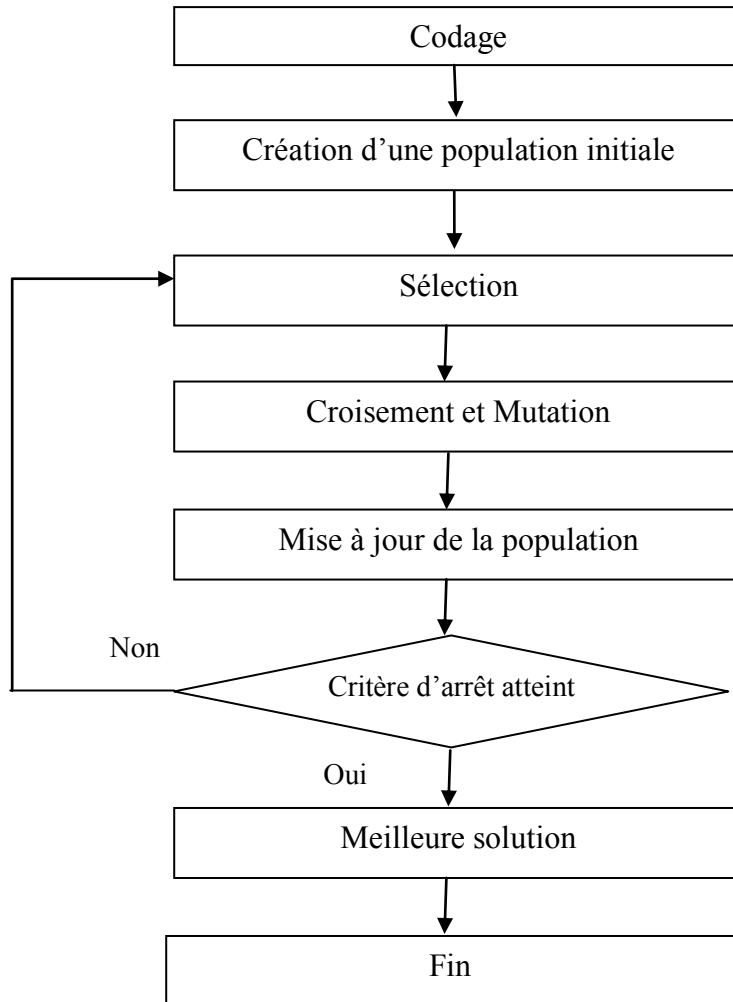 Codage
Création d’une population initiale
Sélection
Croisement et Mutation
Mise à jour de la population
Non
Critère d’arrêt atteint
Oui
Meilleure solution
Fin